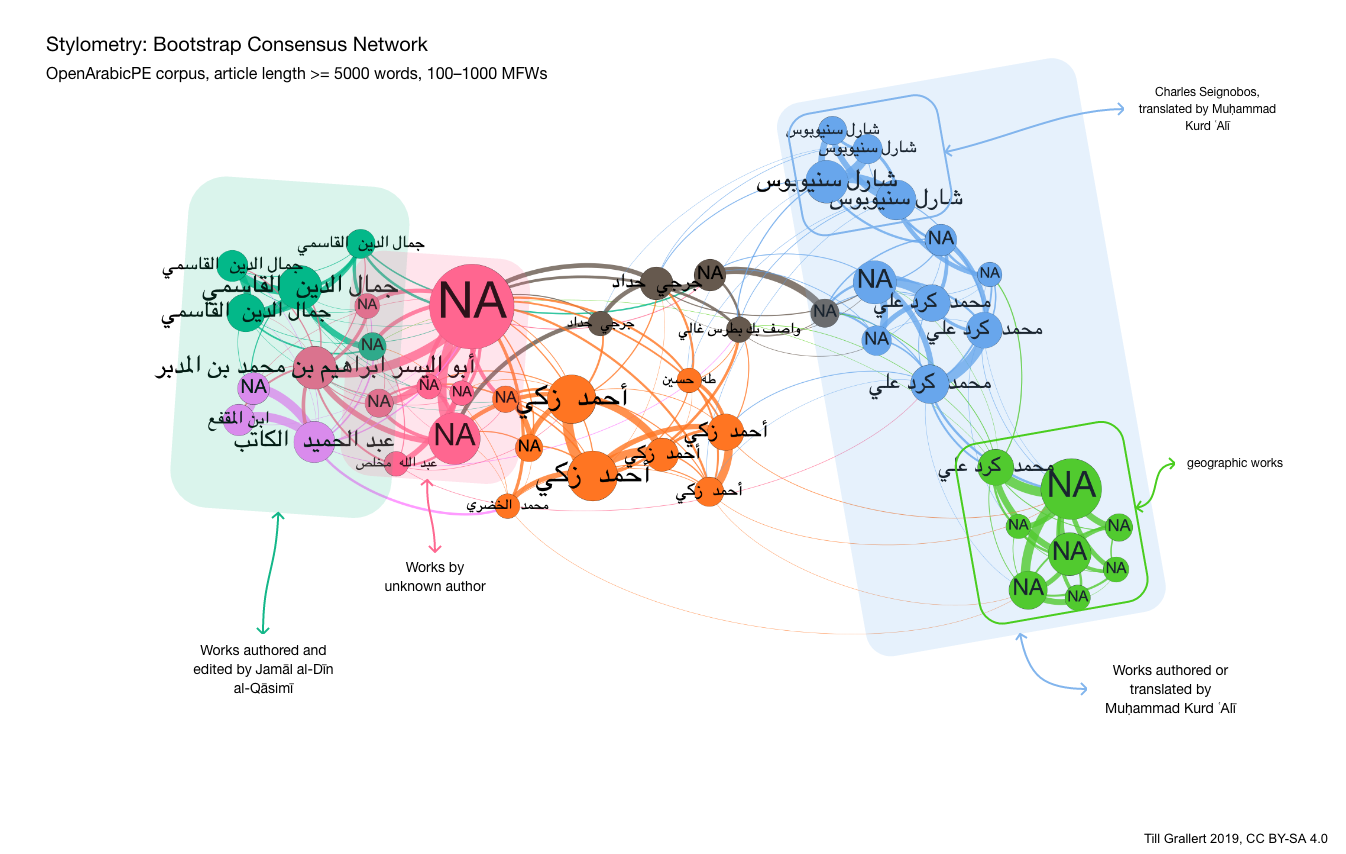 Stylometry: Bootstrap Consensus Network
OpenArabicPE corpus, article length >= 5000 words, 100–1000 MFWs
Charles Seignobos,
translated by Muḥammad
Kurd ʿAlī
شارل سنيوبوس
شارل سنيوبوس
شارل سنيوبوس
شارل سنيوبوس
NA
جمال الدين القاسمي
جمال الدين القاسمي
جمال الدين القاسمي
جمال الدين القاسمي
NA
NA
NA
جرجي حداد
NA
NA
NA
NA
محمد كرد علي
جرجي حداد
واصف بك بطرس غالي
NA
محمد كرد علي
أبو اليسر ابراهيم بن محمد بن المدبر
طه حسين
محمد كرد علي
NA
NA
NA
NA
NA
أحمد زكي
ابن المقفع
عبد الحميد الكاتب
NA
NA
أحمد زكي
أحمد زكي
عبد الله مخلص
أحمد زكي
أحمد زكي
محمد الخضري
محمد كرد علي
NA
geographic works
NA
NA
NA
NA
NA
NA
Works by
unknown author
Works authored and
edited by Jamāl al-Dīn
al-Qāsimī
Works authored or
translated by
Muḥammad Kurd ʿAlī
Till Grallert 2019, CC BY-SA 4.0